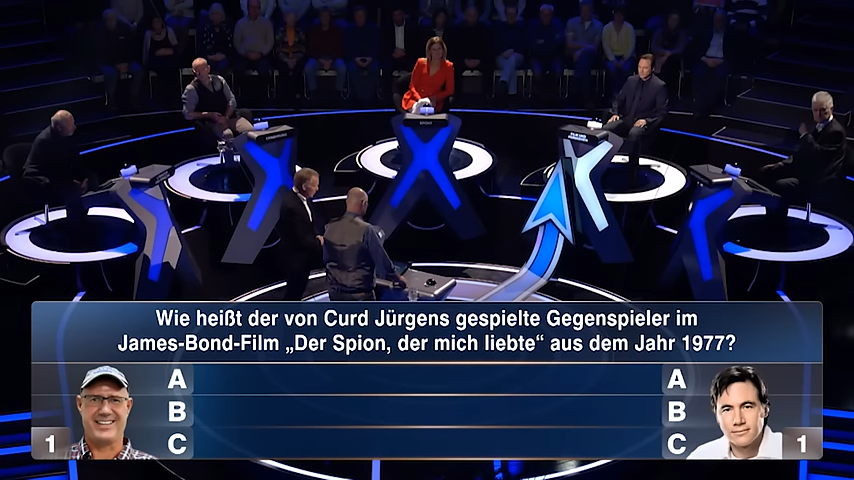 Wie heißt der von Curd Jürgens gespielte Gegenspieler im
James-Bond-Film „Der Spion, der mich liebte“ aus dem Jahr 1977?
A A
B B
1 C C 1